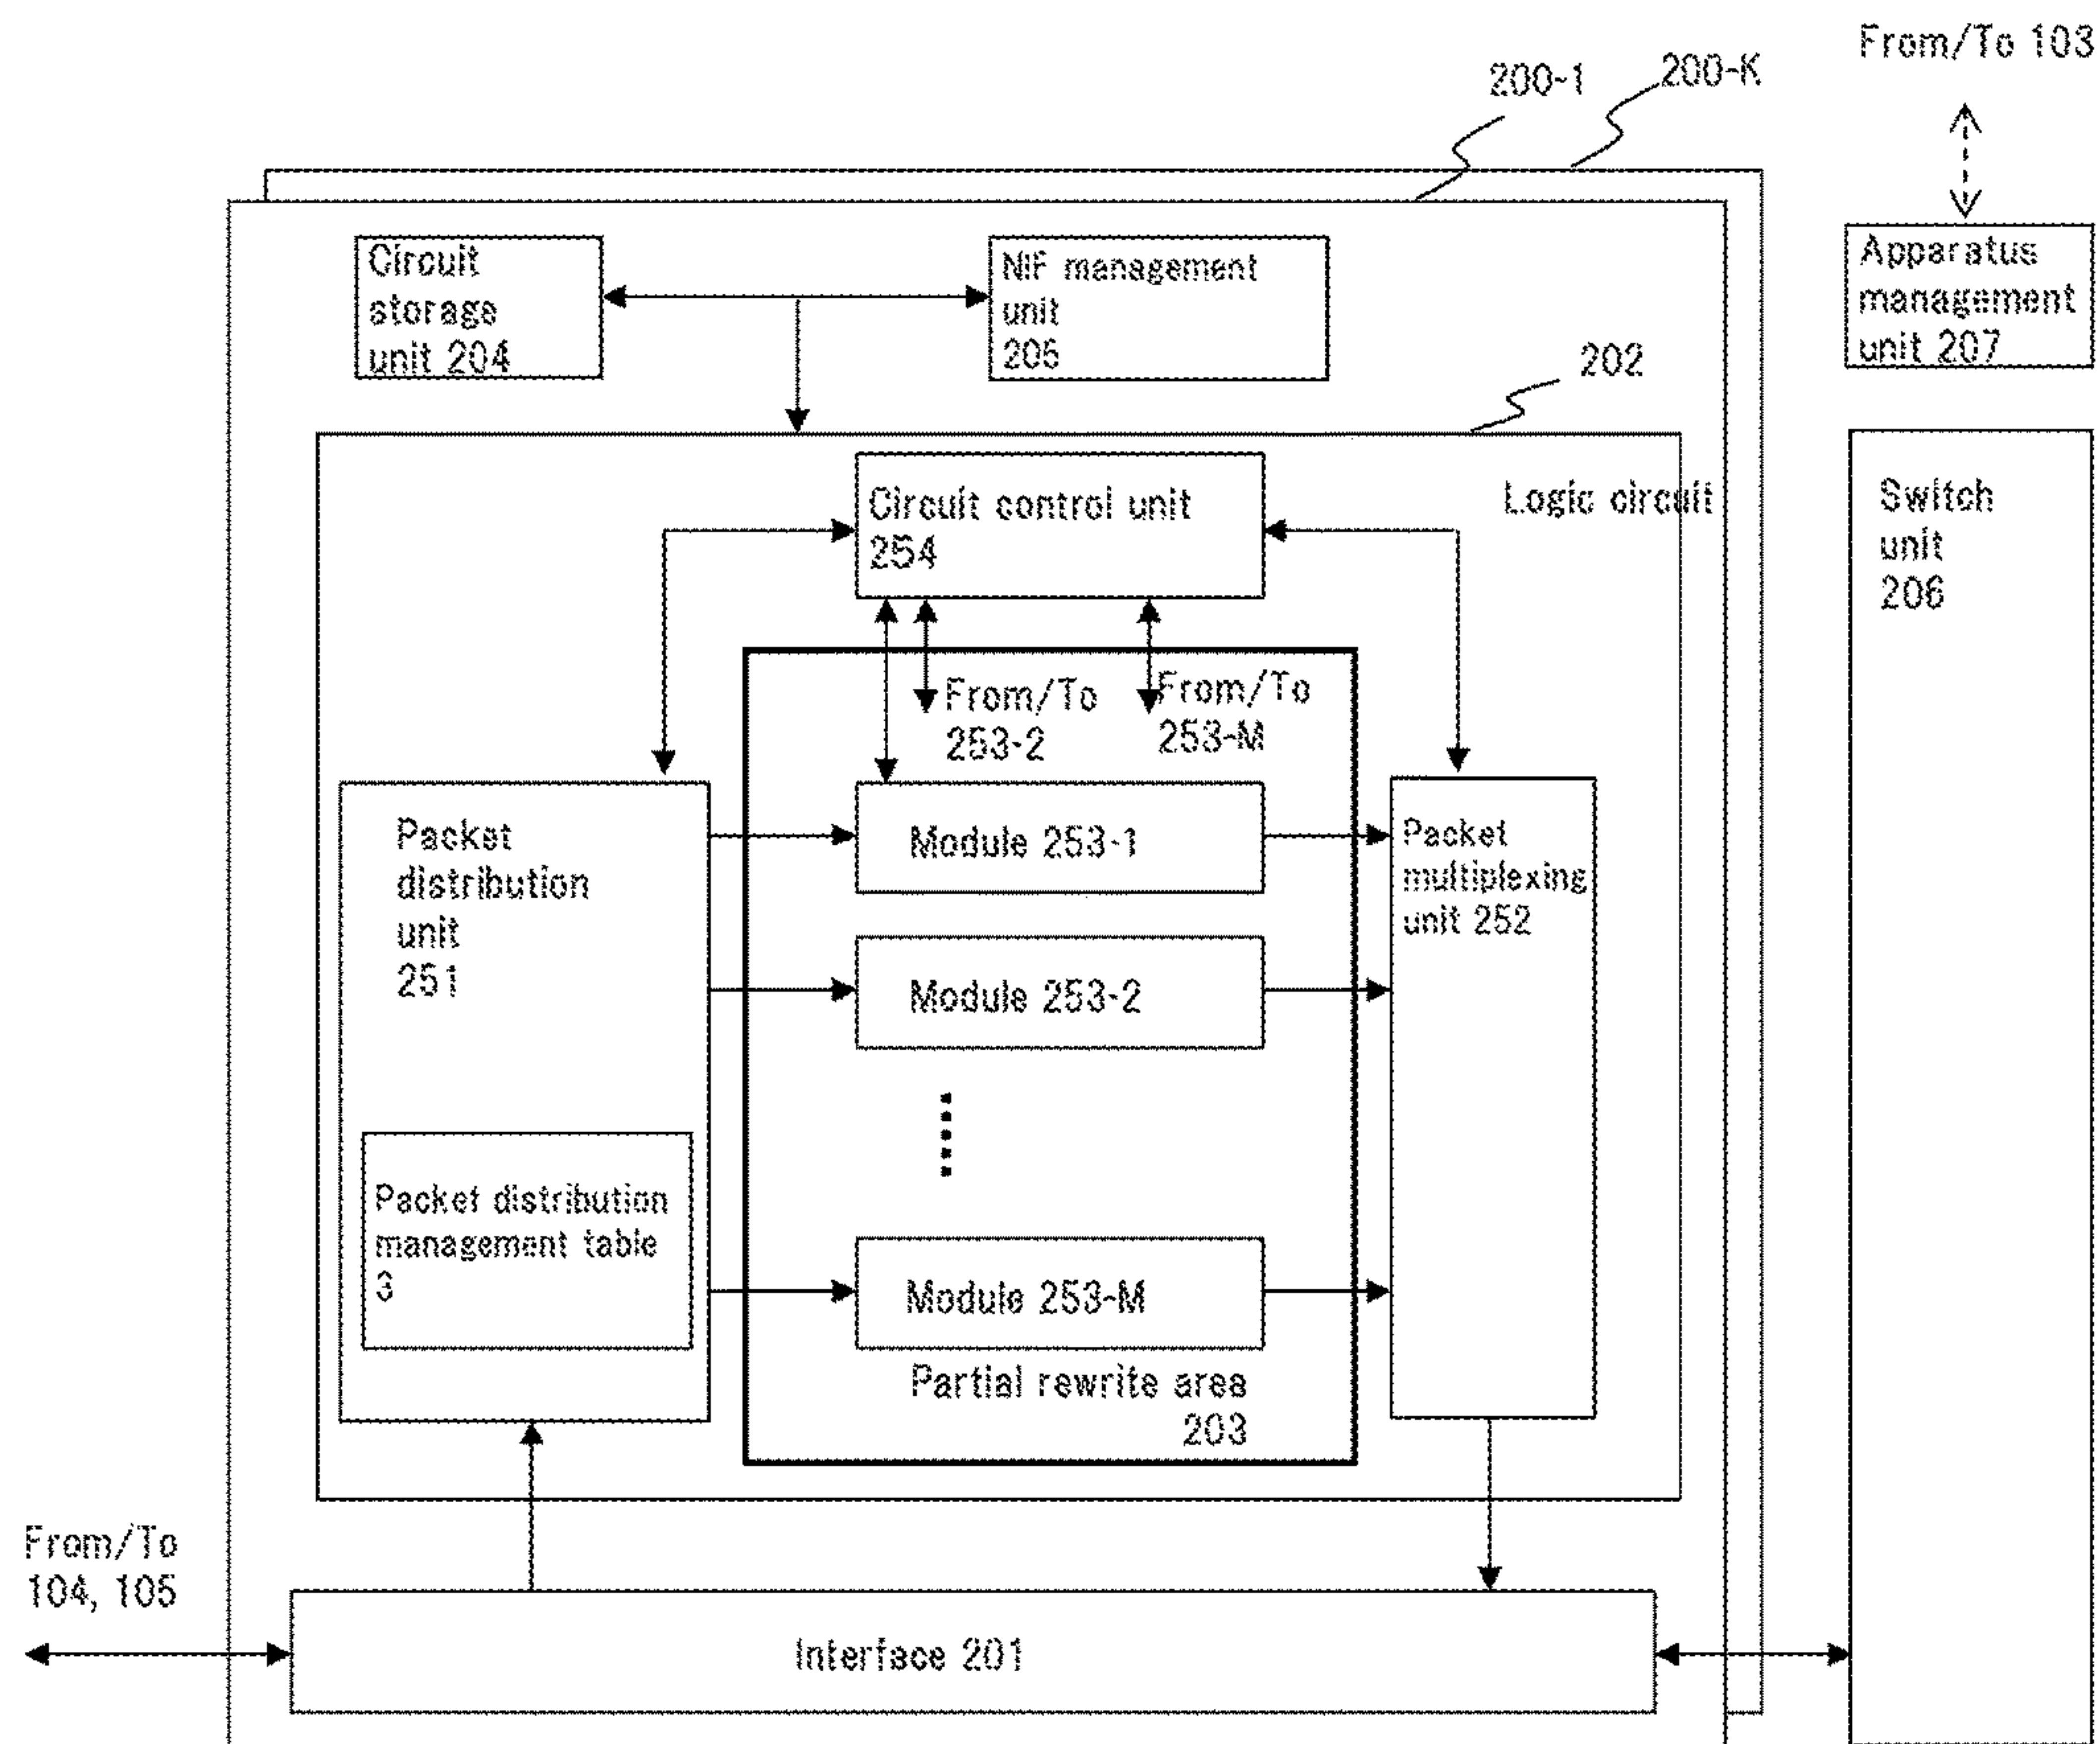 From/To 103
200-1
200-K
Circuit
storage
unit 204
NIF management
unit
205
Apparatus
management
unit 207
202
Circuit control unit
254
Logic circuit
Switch
unit
206
From/To
253-2
From/To
253-M
Packet
distribution
unit
251
Module 253-1
Packet
multiplexing
unit 252
Module 253-2
Packet distribution
management table
3
Module 253-M
Partial rewrite area
203
From/To
104, 105
Interface 201